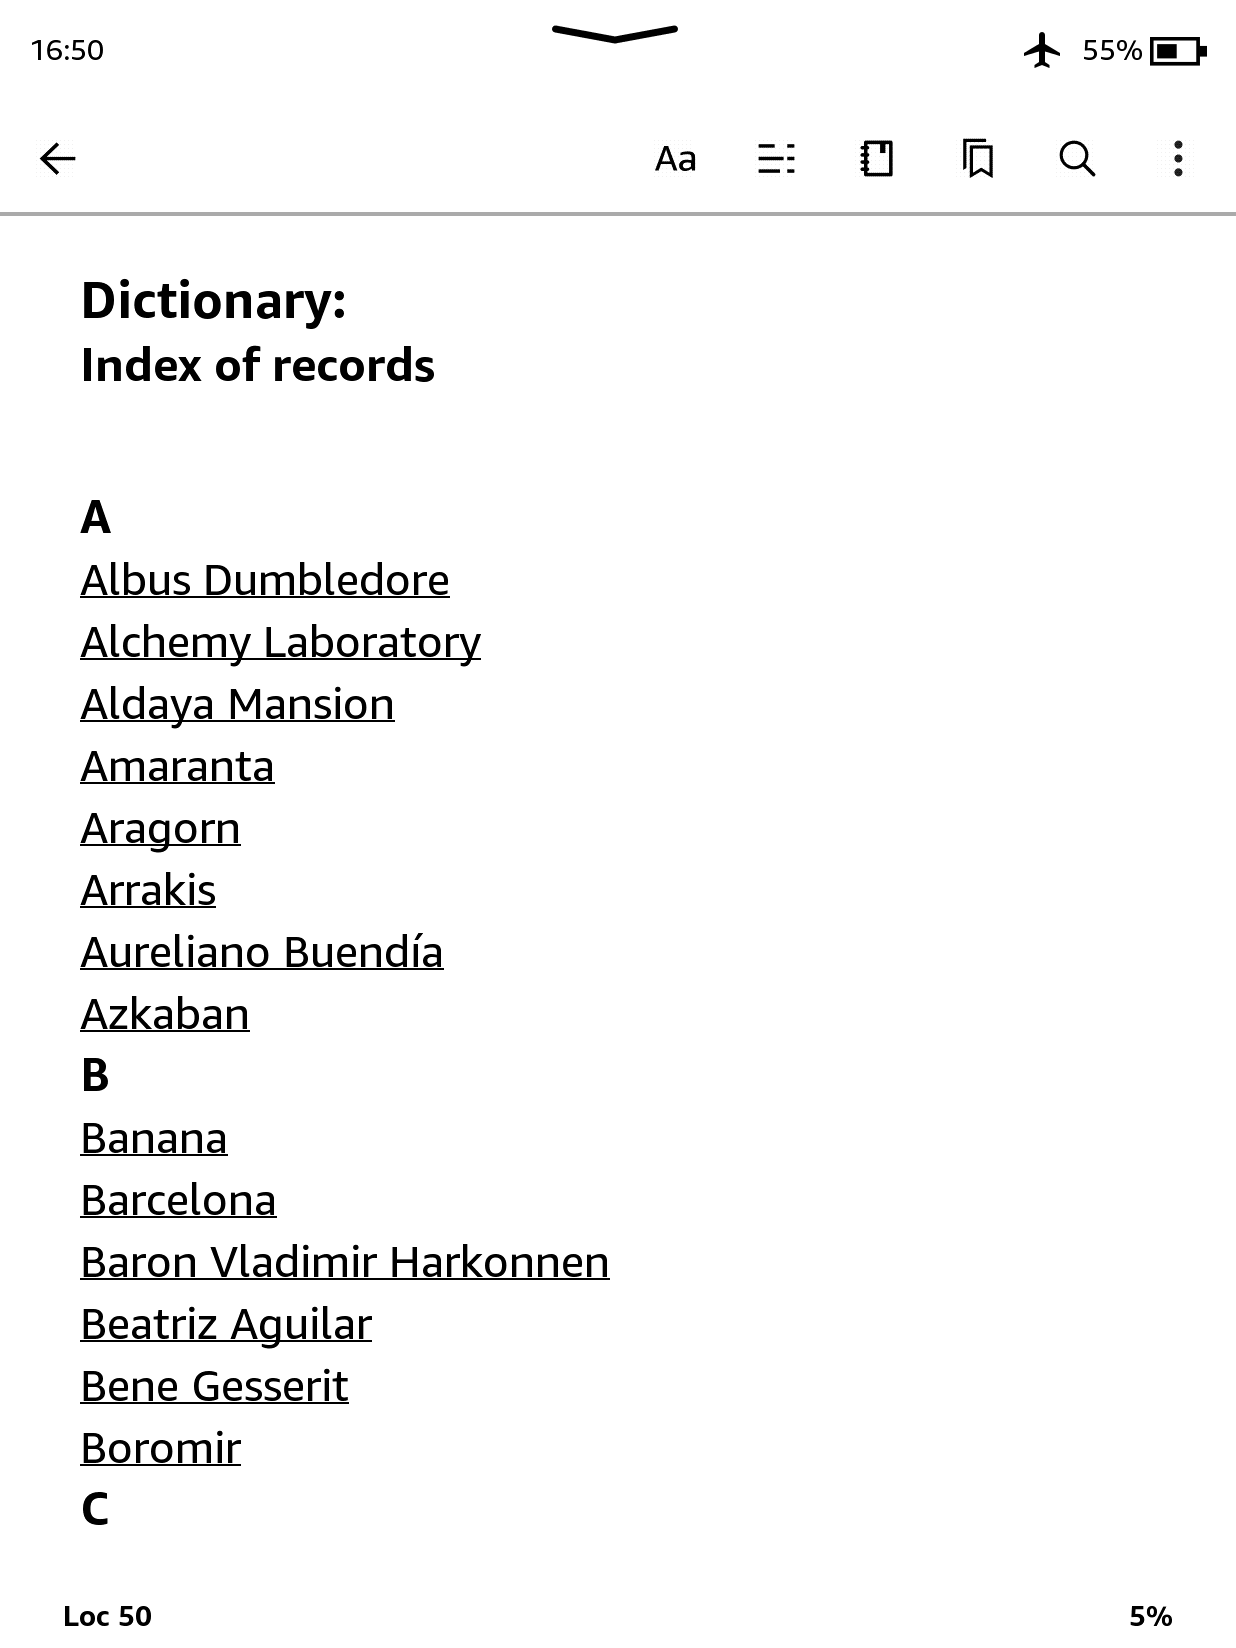 16:50
55%
Aa
Dictionary:
Index of records
A
Albus Dumbledore
Alchemy Laboratory
Aldaya Mansion
Amaranta
Aragorn
Arrakis
Aureliano Buendía
Azkaban
B
Banana
Barcelona
Baron Vladimir Harkonnen
Beatriz Aguilar
Bene Gesserit
Boromir
C
Loc 50
5%